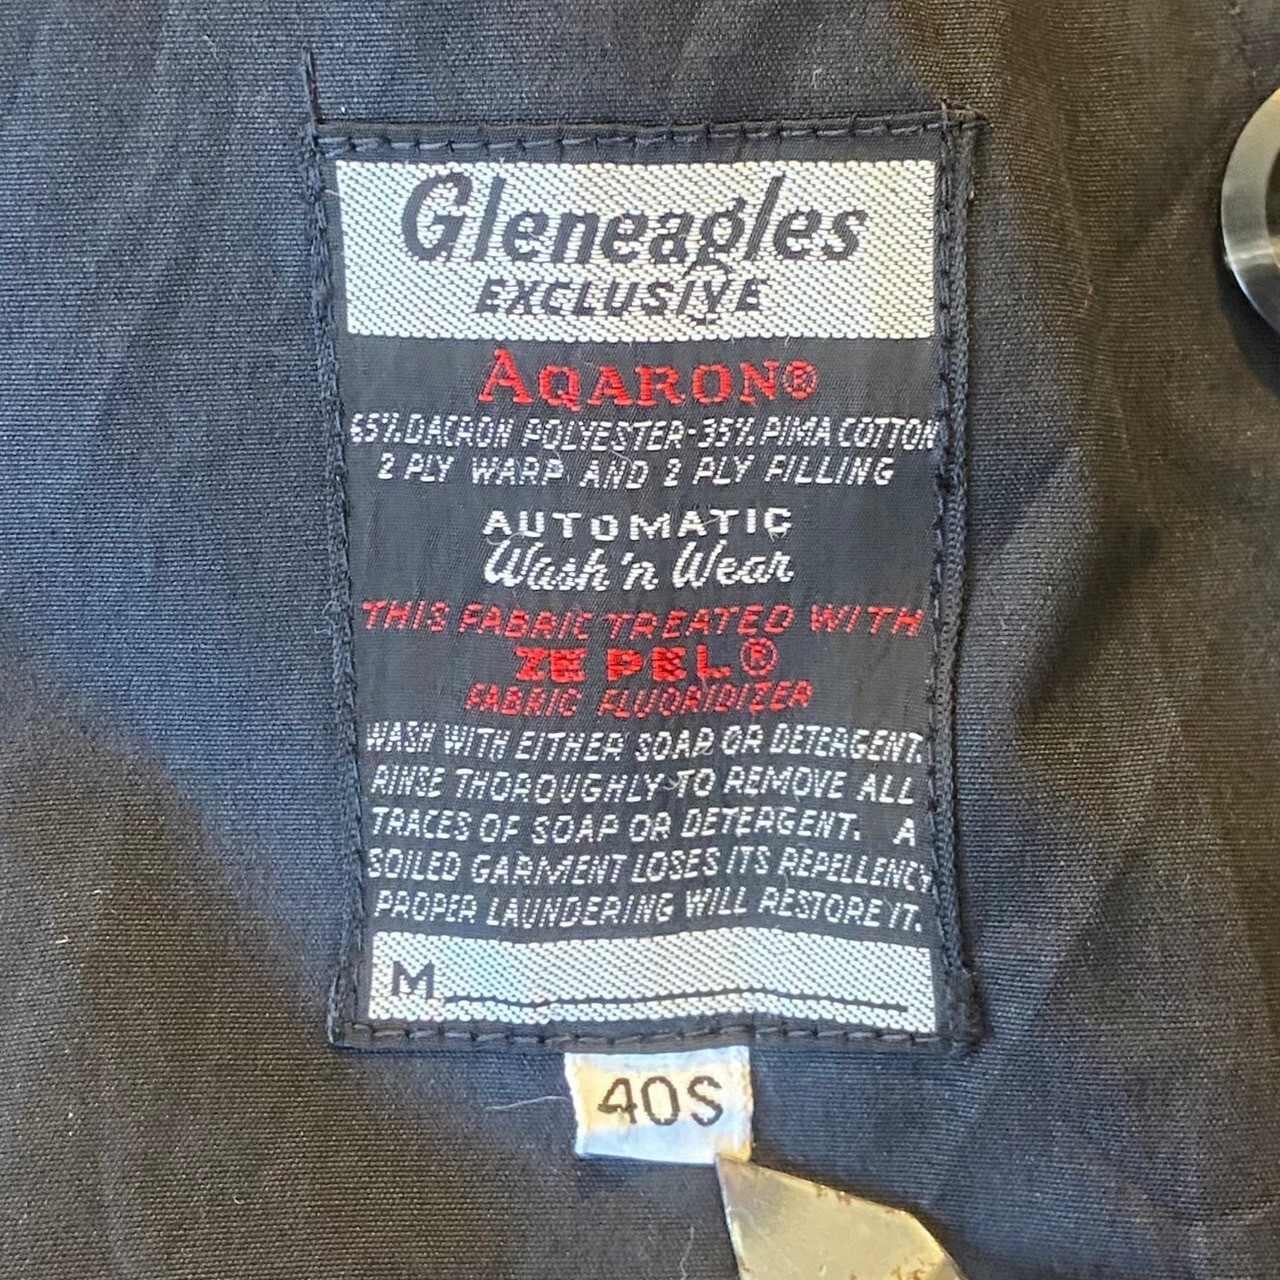 Gleneagles
EXCLUSIVE
AQARON®
65% DACRON POLYESTER-35% PIMA COTTON
2 PLY WARP AND 2 PLY FILLING
AUTOMATIC
Wash 'n Wear
THIS FABRIC TREATED WITH
ZE PEL®
FABRIC FLUORIDIZER
WASH WITH EITHER SOAP OR DETERGENT.
RINSE THOROUGHLY TO REMOVE ALL
TRACES OF SOAP OR DETERGENT. A
SOILED GARMENT LOSES ITS REPELLENCY
PROPER LAUNDERING WILL RESTORE IT.
M
40S